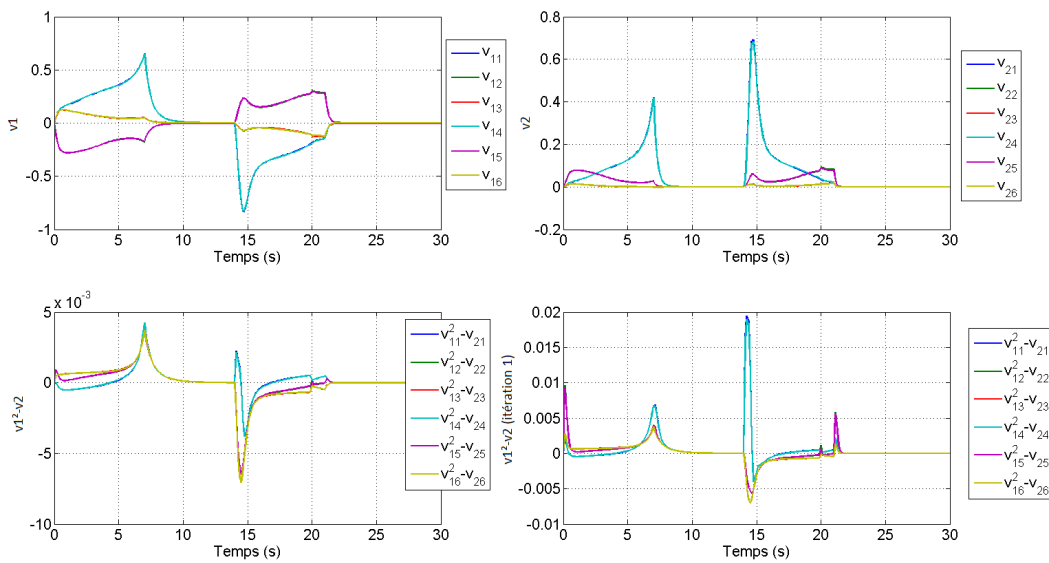 1
0.5
0
-0.5
-1
v1
0 5 10 15 20 25 30
Temps (s)
v11
v12
v13
v14
v15
v16
0.8
0.6
0.4
0.2
0
-0.2
v2
0 5 10 15 20 25 30
Temps (s)
v21
v22
v23
v24
v25
v26
x 10⁻³
5
0
-5
-10
v1²-v2
0 5 10 15 20 25 30
Temps (s)
v²11-v21
v²12-v22
v²13-v23
v²14-v24
v²15-v25
v²16-v26
0.02
0.015
0.01
0.005
0
-0.005
-0.01
v1²-v2 (itération 1)
0 5 10 15 20 25 30
Temps (s)
v²11-v21
v²12-v22
v²13-v23
v²14-v24
v²15-v25
v²16-v26